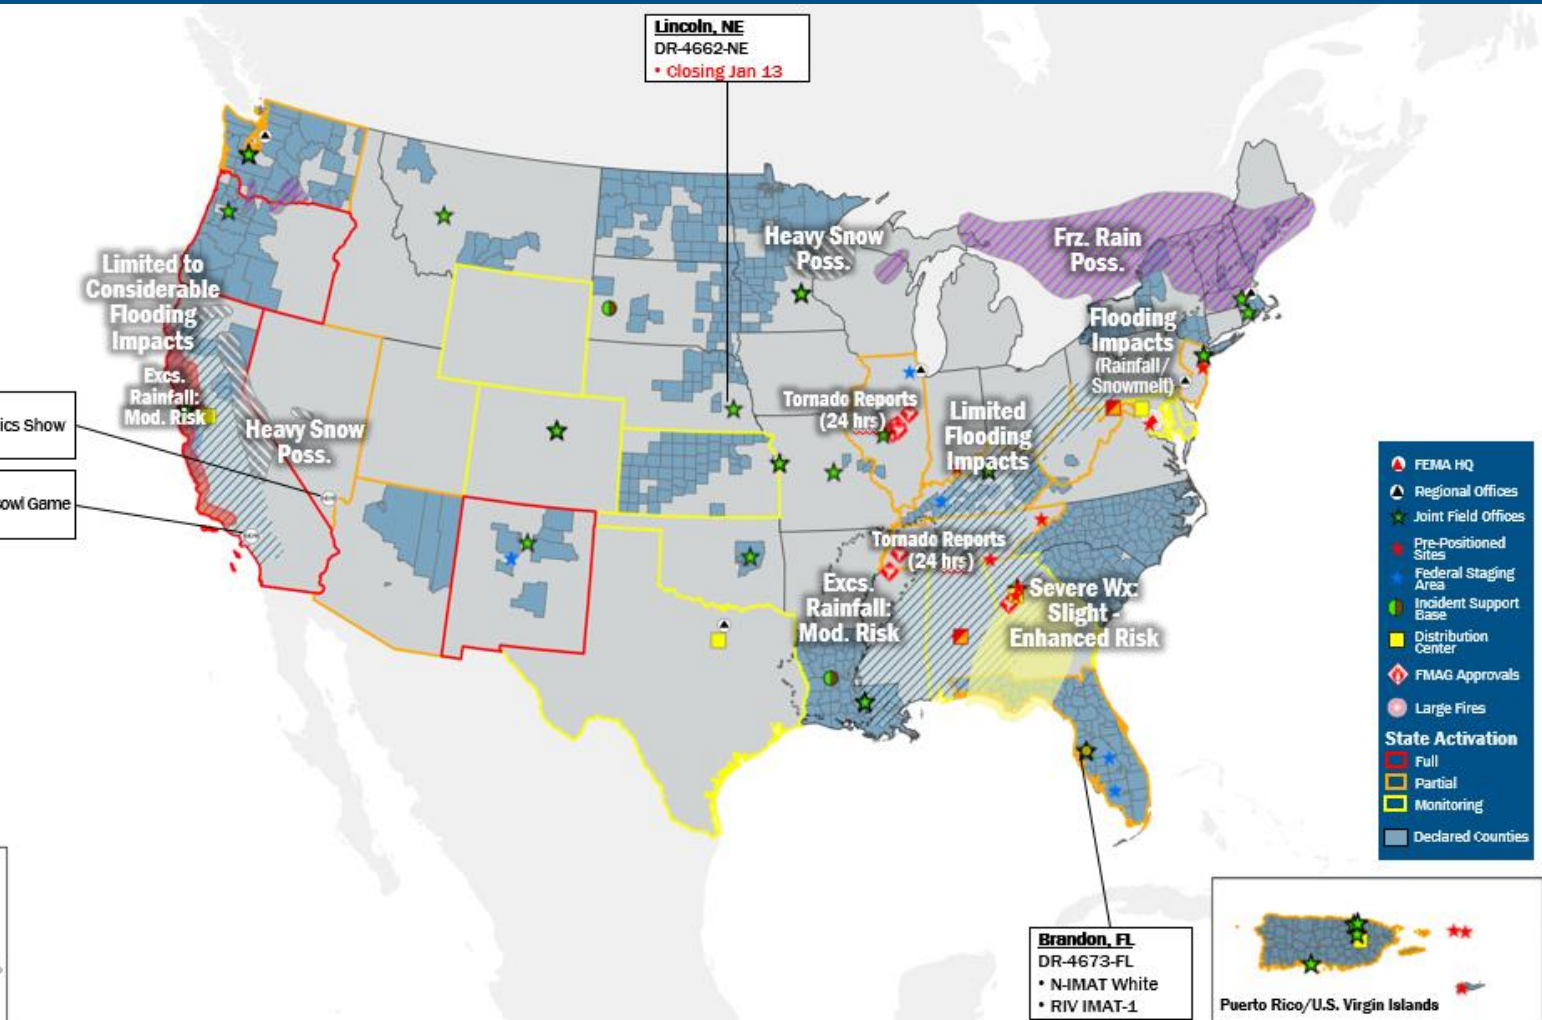 Lincoln, NE
DR-4662-NE
• Closing Jan 13
Limited to
Considerable
Flooding
Impacts
Excs.
Rainfall:
Mod. Risk
Heavy Snow
Poss.
ics Show
owl Game
Heavy Snow
Poss.
Frz. Rain
Poss.
Flooding
Impacts
(Rainfall/
Snowmelt)
Tornado Reports
(24 hrs)
Limited
Flooding
Impacts
Tornado Reports
(24 hrs)
Excs.
Rainfall:
Mod. Risk
Severe Wx:
Slight -
Enhanced Risk
FEMA HQ
Regional Offices
Joint Field Offices
Pre-Positioned
Sites
Federal Staging
Area
Incident Support
Base
Distribution
Center
FMAG Approvals
Large Fires
State Activation
Full
Partial
Monitoring
Declared Counties
Brandon, FL
DR-4673-FL
• N-IMAT White
• RIV IMAT-1
Puerto Rico/U.S. Virgin Islands